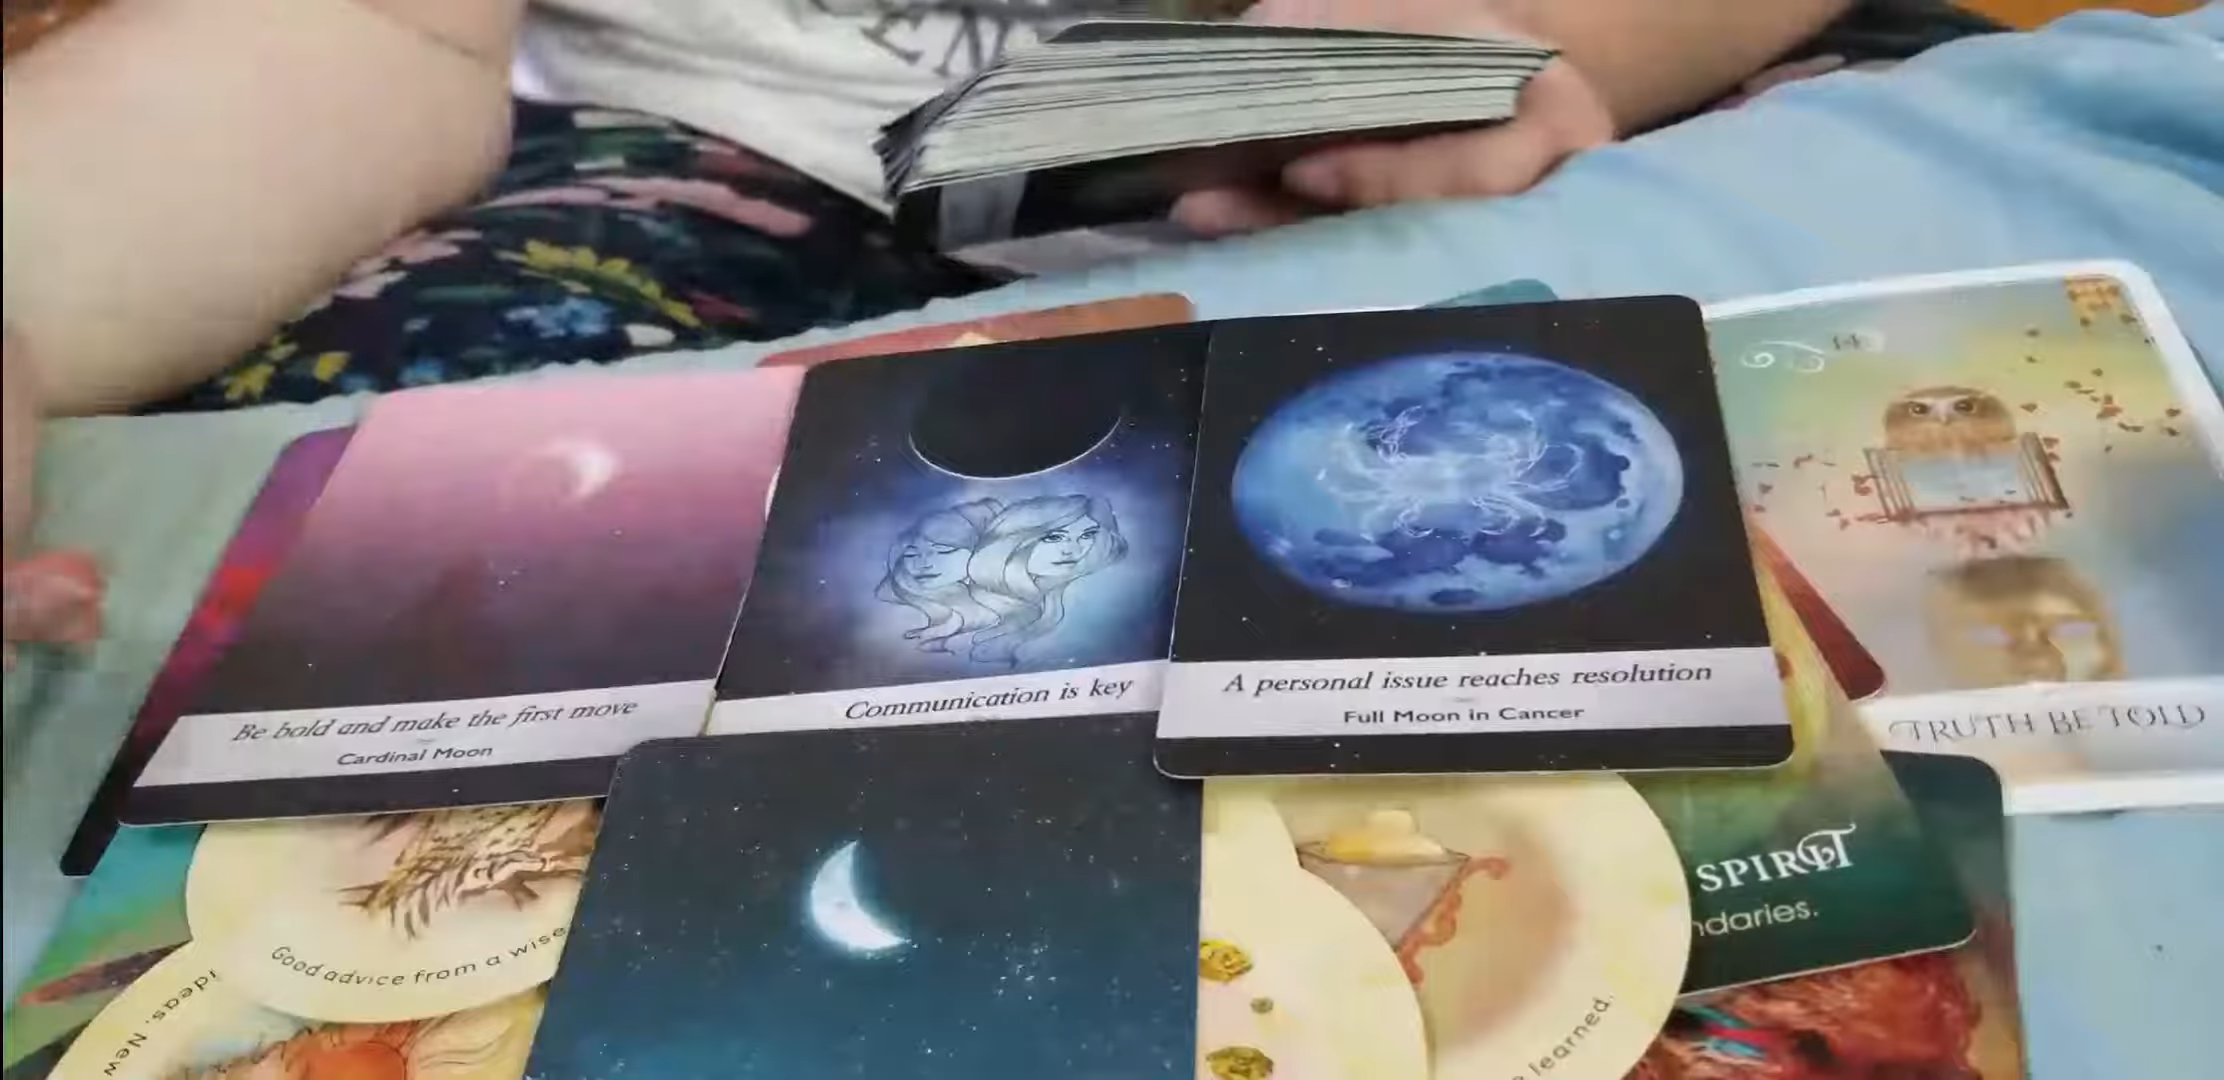 Be bold and make the first move
Cardinal Moon
Communication is key
A personal issue reaches resolution
Full Moon in Cancer
TRUTH BE TOLD
SPIRIT
ndaries.
Good advice from a wise
ideas. New
learned.